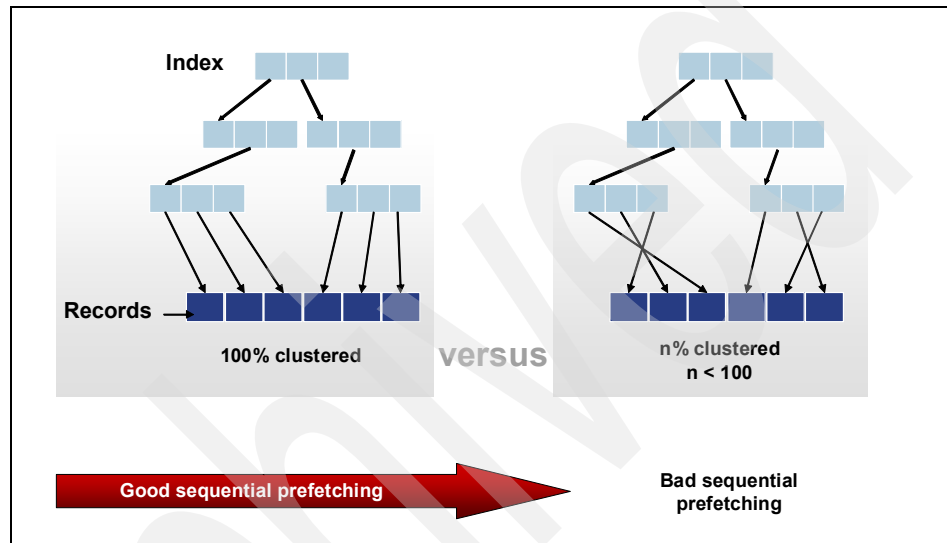 Index
Records
100% clustered
versus
n% clustered
n < 100
Good sequential prefetching
Bad sequential
prefetching